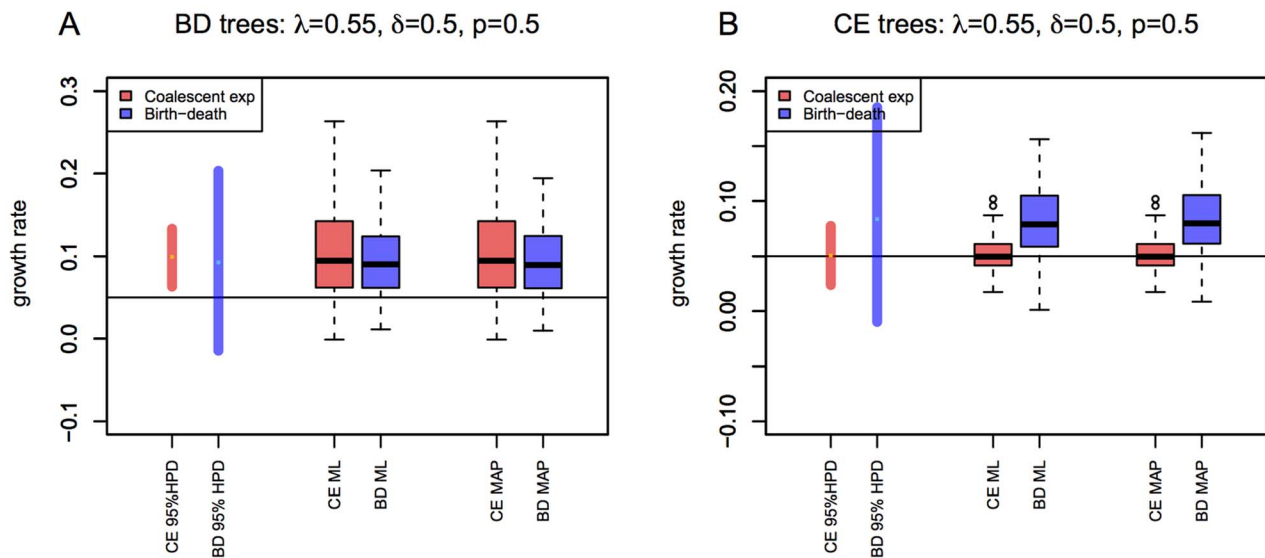 A
BD trees: λ=0.55, δ=0.5, p=0.5
Coalescent exp
Birth−death
growth rate
0.3
0.2
0.1
0.0
−0.1
CE 95%HPD
BD 95% HPD
CE ML
BD ML
CE MAP
BD MAP
B
CE trees: λ=0.55, δ=0.5, p=0.5
Coalescent exp
Birth−death
growth rate
0.20
0.10
0.00
−0.10
CE 95%HPD
BD 95% HPD
CE ML
BD ML
CE MAP
BD MAP